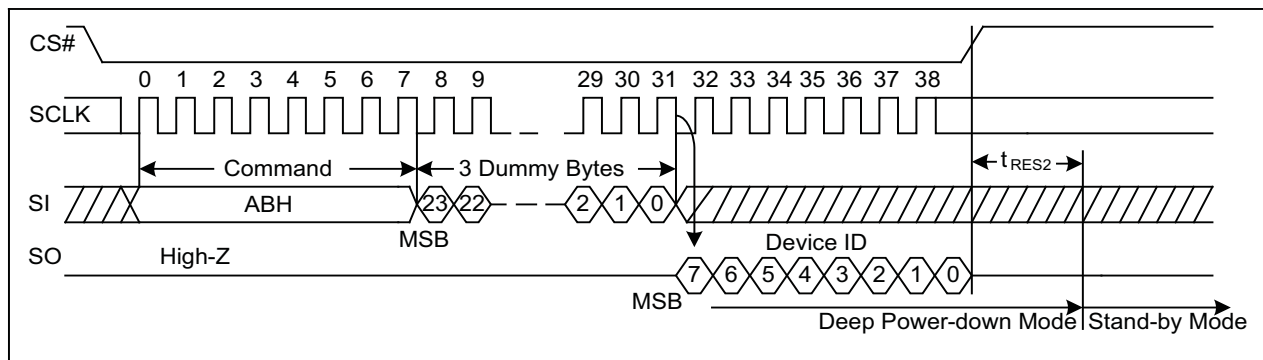 CS#
0 1 2 3 4 5 6 7 8 9 29 30 31 32 33 34 35 36 37 38
SCLK
Command 3 Dummy Bytes tRES2
SI ABH 23 22 2 1 0
MSB
SO High-Z Device ID
7 6 5 4 3 2 1 0
MSB
Deep Power-down Mode Stand-by Mode